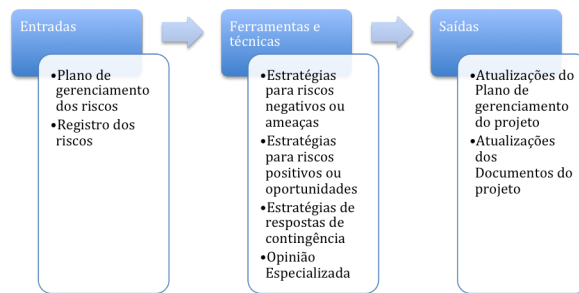 Entradas
•Plano de
gerenciamento
dos riscos
•Registro dos
riscos
Ferramentas e
técnicas
•Estratégias
para riscos
negativos ou
ameaças
•Estratégias
para riscos
positivos ou
oportunidades
•Estratégias de
respostas de
contingência
•Opinião
Especializada
Saídas
•Atualizações do
Plano de
gerenciamento
do projeto
•Atualizações
dos
Documentos do
projeto